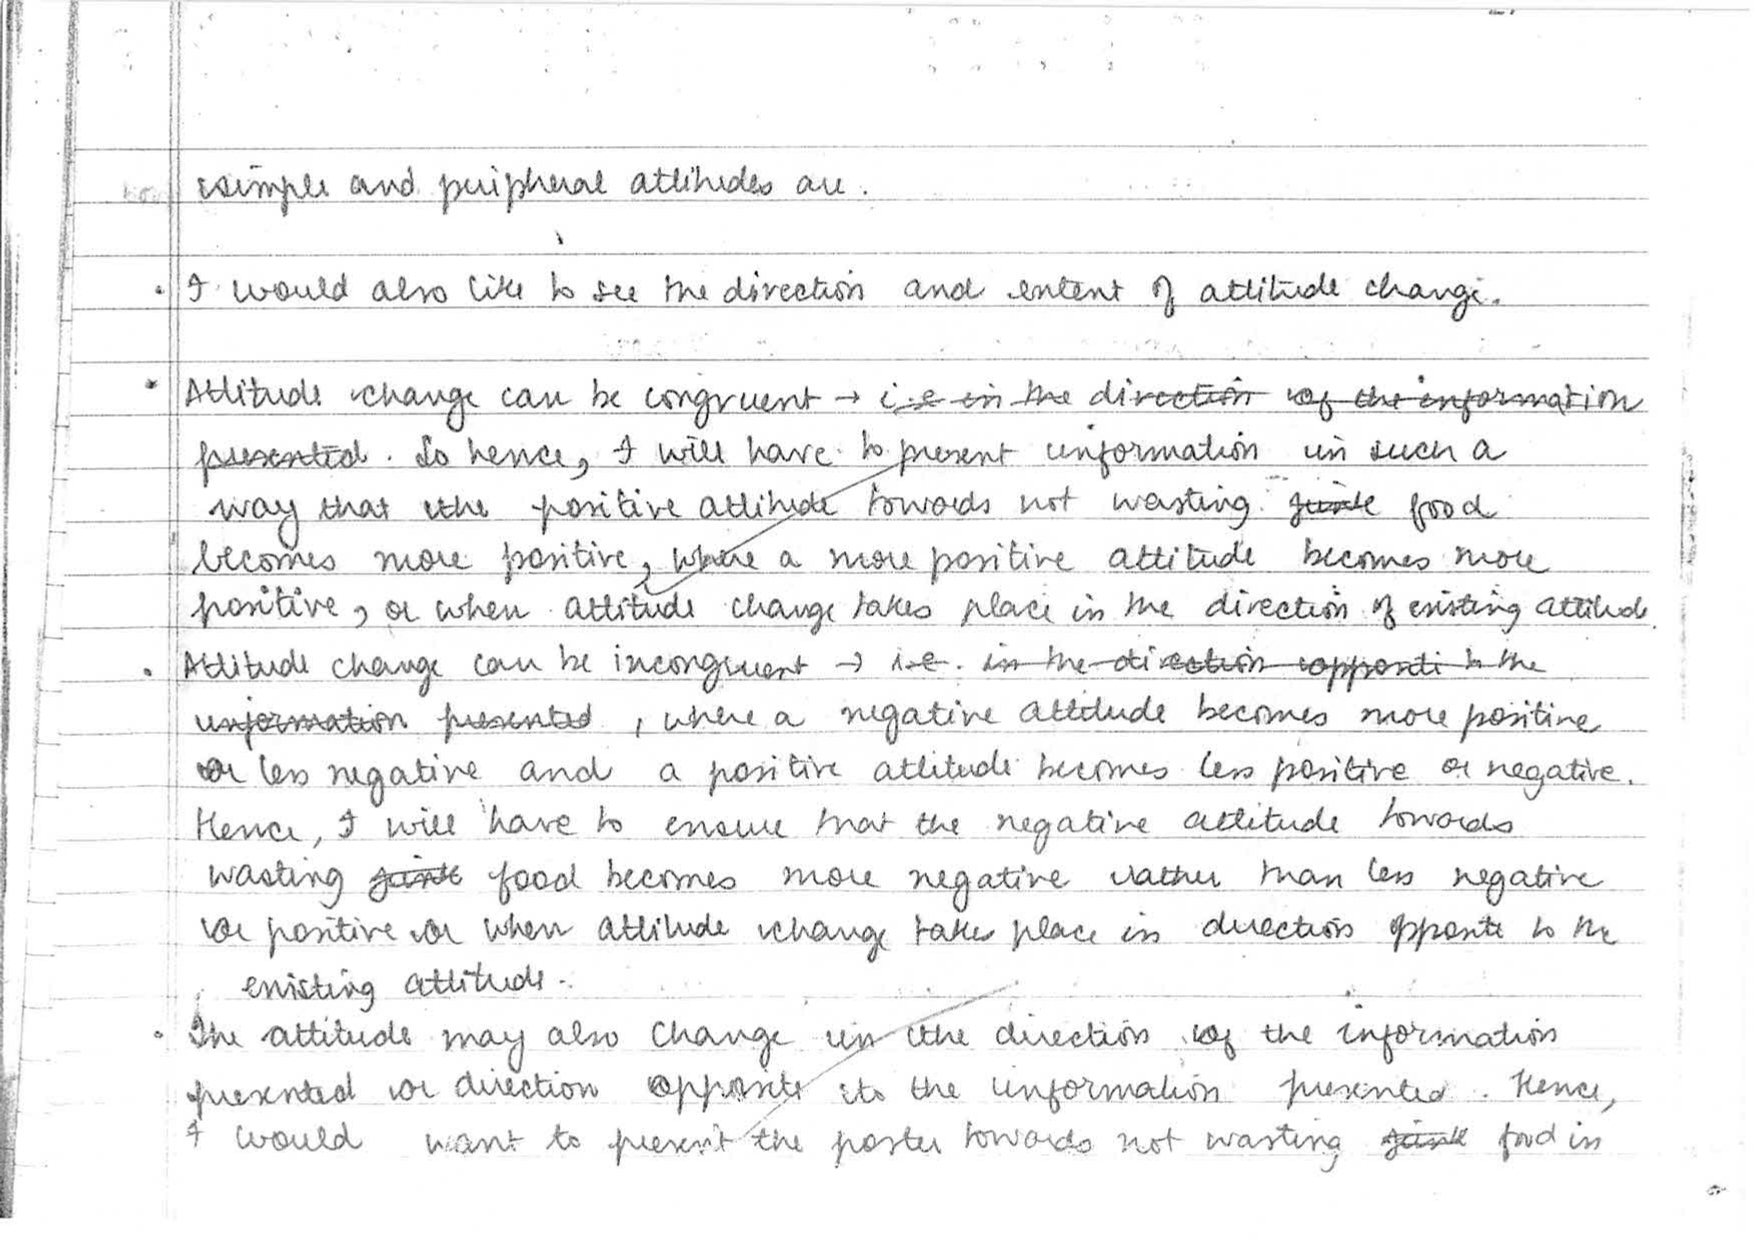 simple and peripheral attitudes are.
• I would also like to see the direction and extent of attitude change.
* Attitude change can be congruent → i.e in the direction of the information
presented. So hence, I will have to present information in such a
way that the positive attitude towards not wasting junk food
becomes more positive, where a more positive attitude becomes more
positive, or when attitude change takes place in the direction of existing attitude.
• Attitude change can be incongruent → i.e. in the direction opposite to the
information presented, where a negative attitude becomes more positive
or less negative and a positive attitude becomes less positive or negative.
Hence, I will have to ensure that the negative attitude towards
wasting junk food becomes more negative rather than less negative
or positive or when attitude change takes place in direction opposite to the
existing attitude.
• The attitude may also change in the direction of the information
presented or direction opposite to the information presented. Hence,
I would want to present the poster towards not wasting junk food in